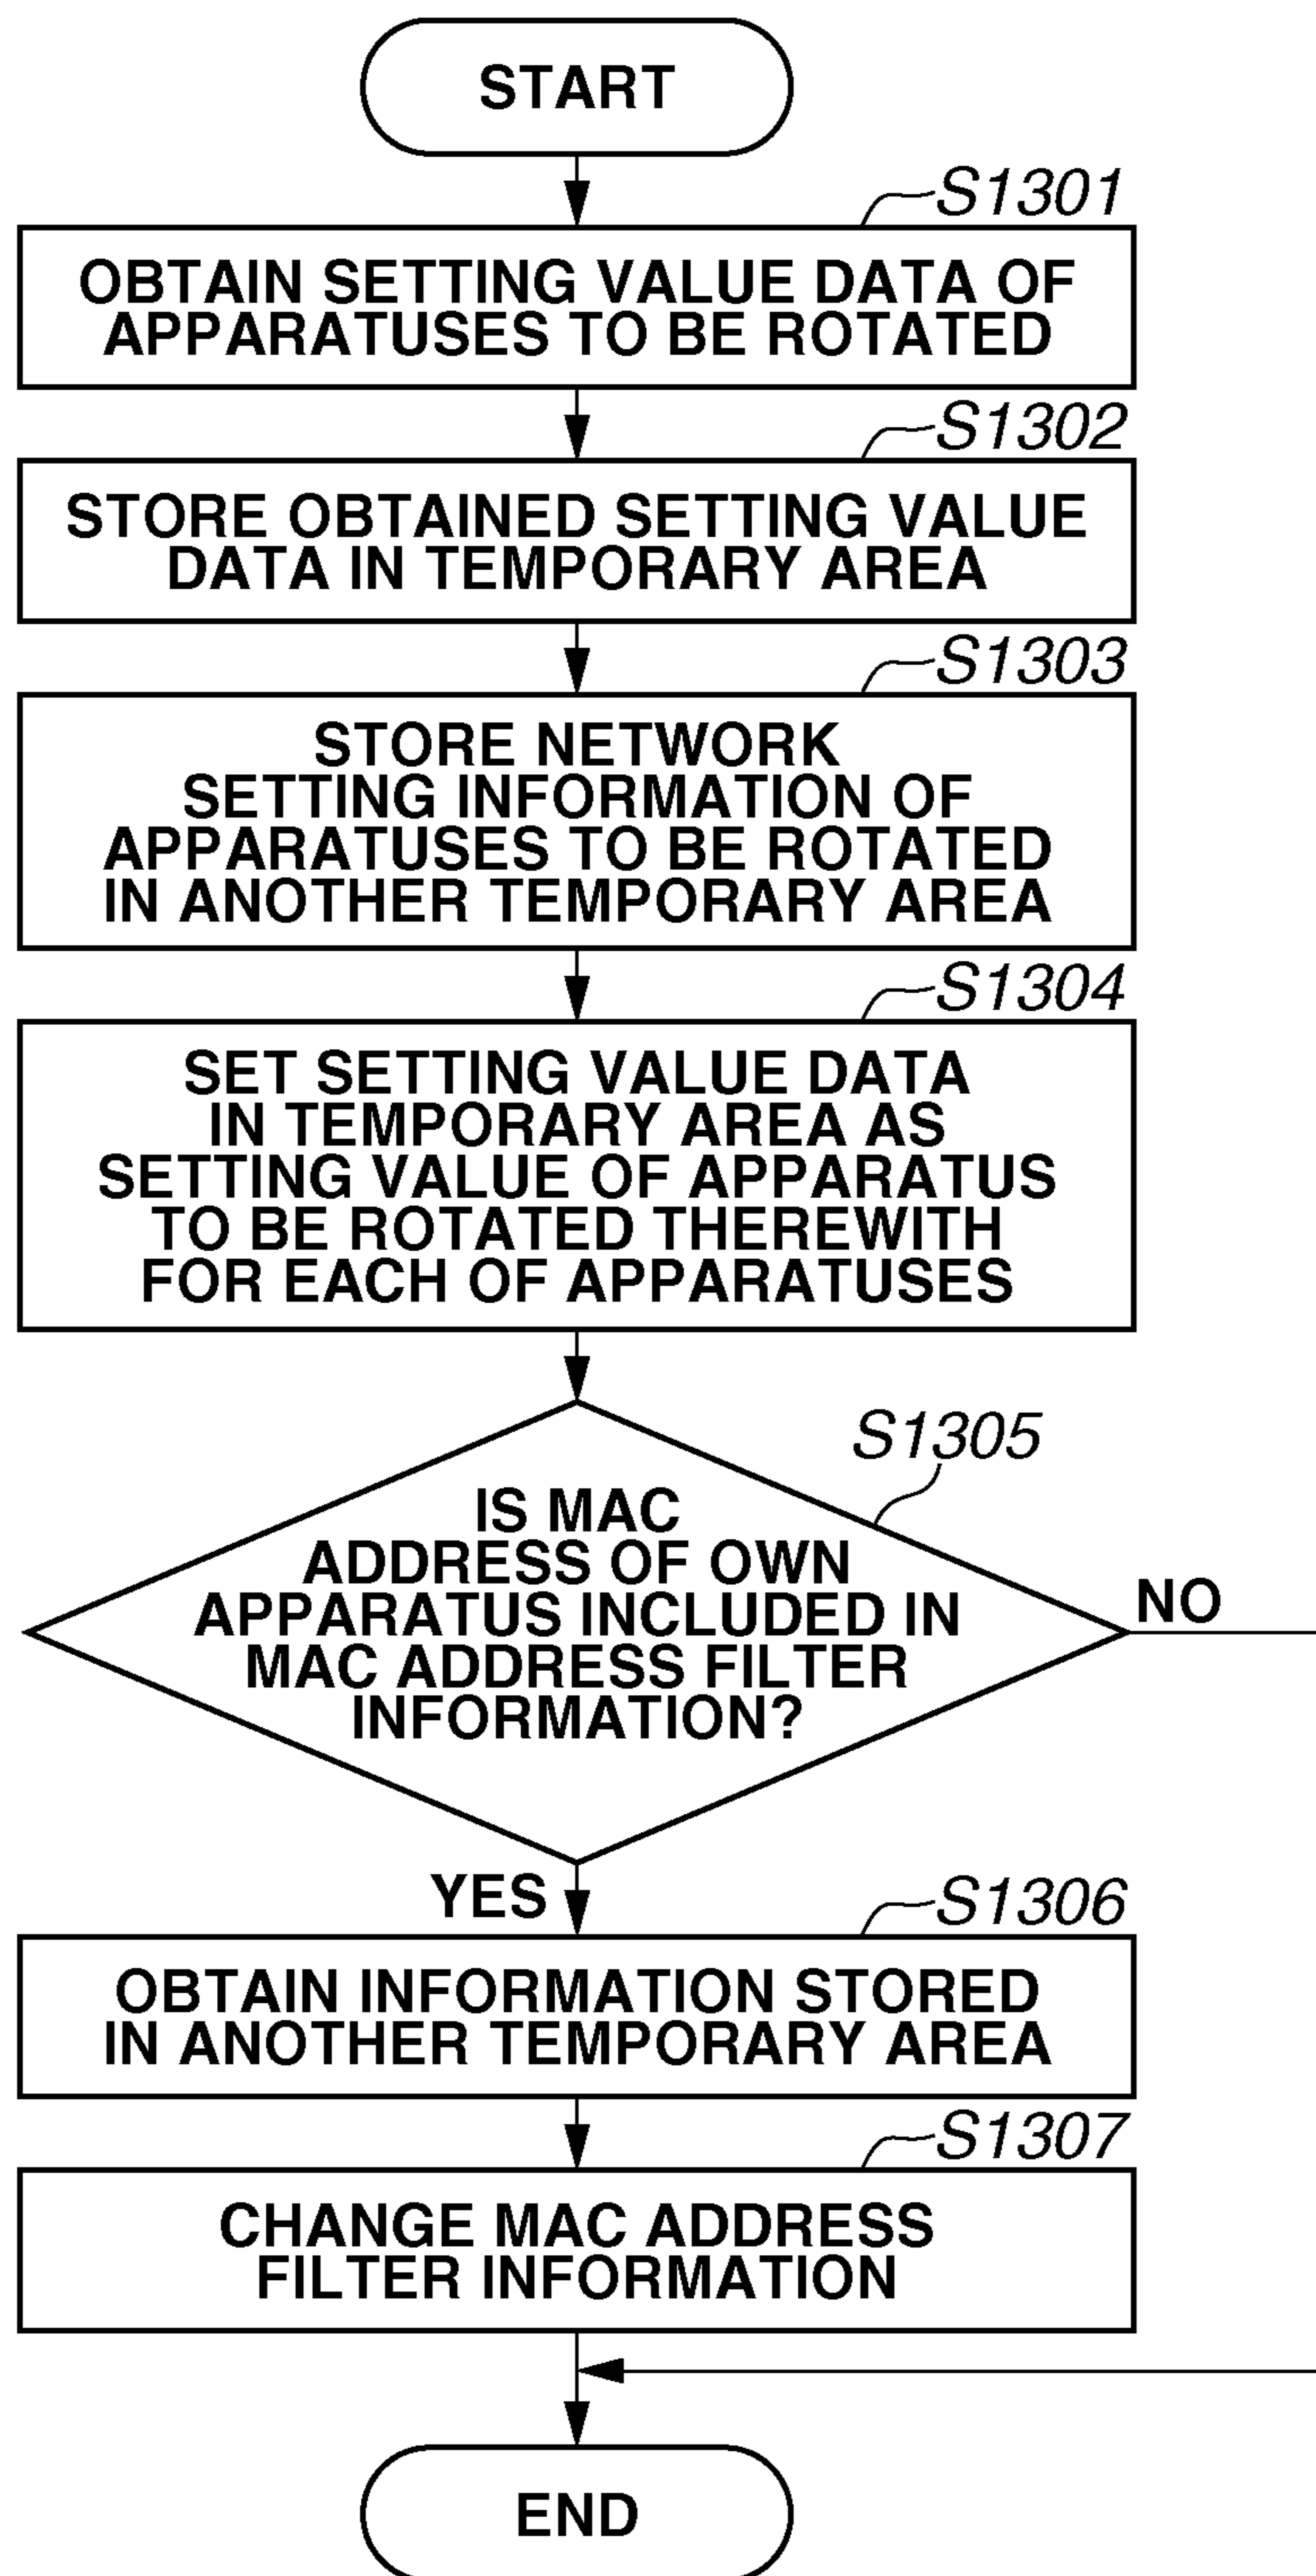 START
S1301
OBTAIN SETTING VALUE DATA OF
APPARATUSES TO BE ROTATED
S1302
STORE OBTAINED SETTING VALUE
DATA IN TEMPORARY AREA
S1303
STORE NETWORK
SETTING INFORMATION OF
APPARATUSES TO BE ROTATED
IN ANOTHER TEMPORARY AREA
S1304
SET SETTING VALUE DATA
IN TEMPORARY AREA AS
SETTING VALUE OF APPARATUS
TO BE ROTATED THEREWITH
FOR EACH OF APPARATUSES
S1305
IS MAC
ADDRESS OF OWN
APPARATUS INCLUDED IN
MAC ADDRESS FILTER
INFORMATION?
NO
YES
S1306
OBTAIN INFORMATION STORED
IN ANOTHER TEMPORARY AREA
S1307
CHANGE MAC ADDRESS
FILTER INFORMATION
END